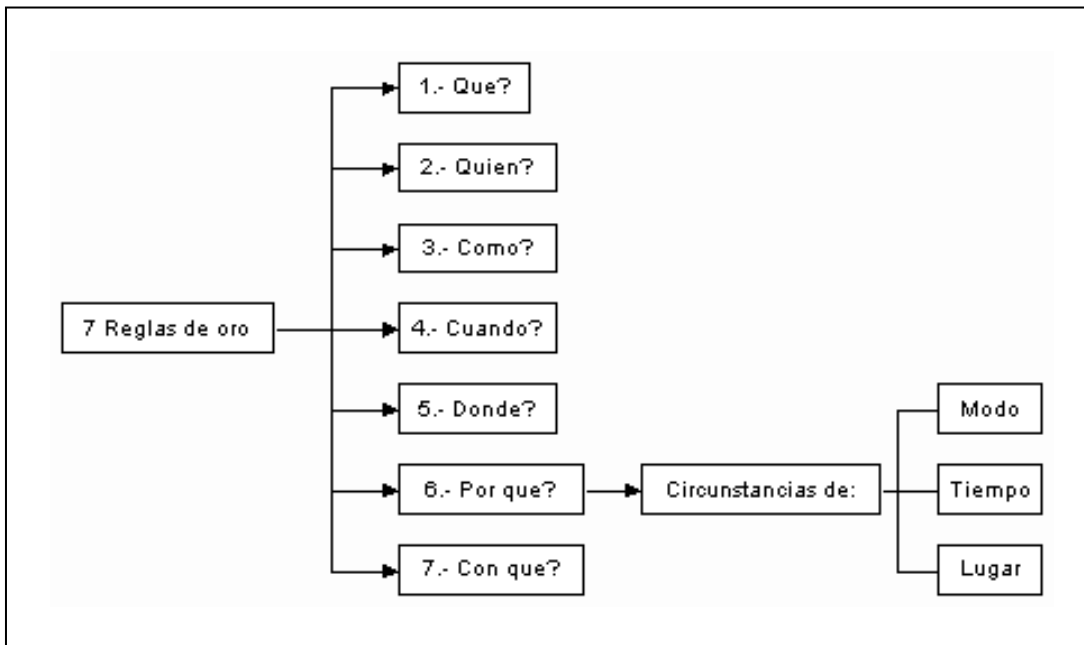 1.- Que?
2.- Quien?
3.- Como?
7 Reglas de oro
4.- Cuando?
5.- Donde?
6.- Por que?
7.- Con que?
Circunstancias de:
Modo
Tiempo
Lugar